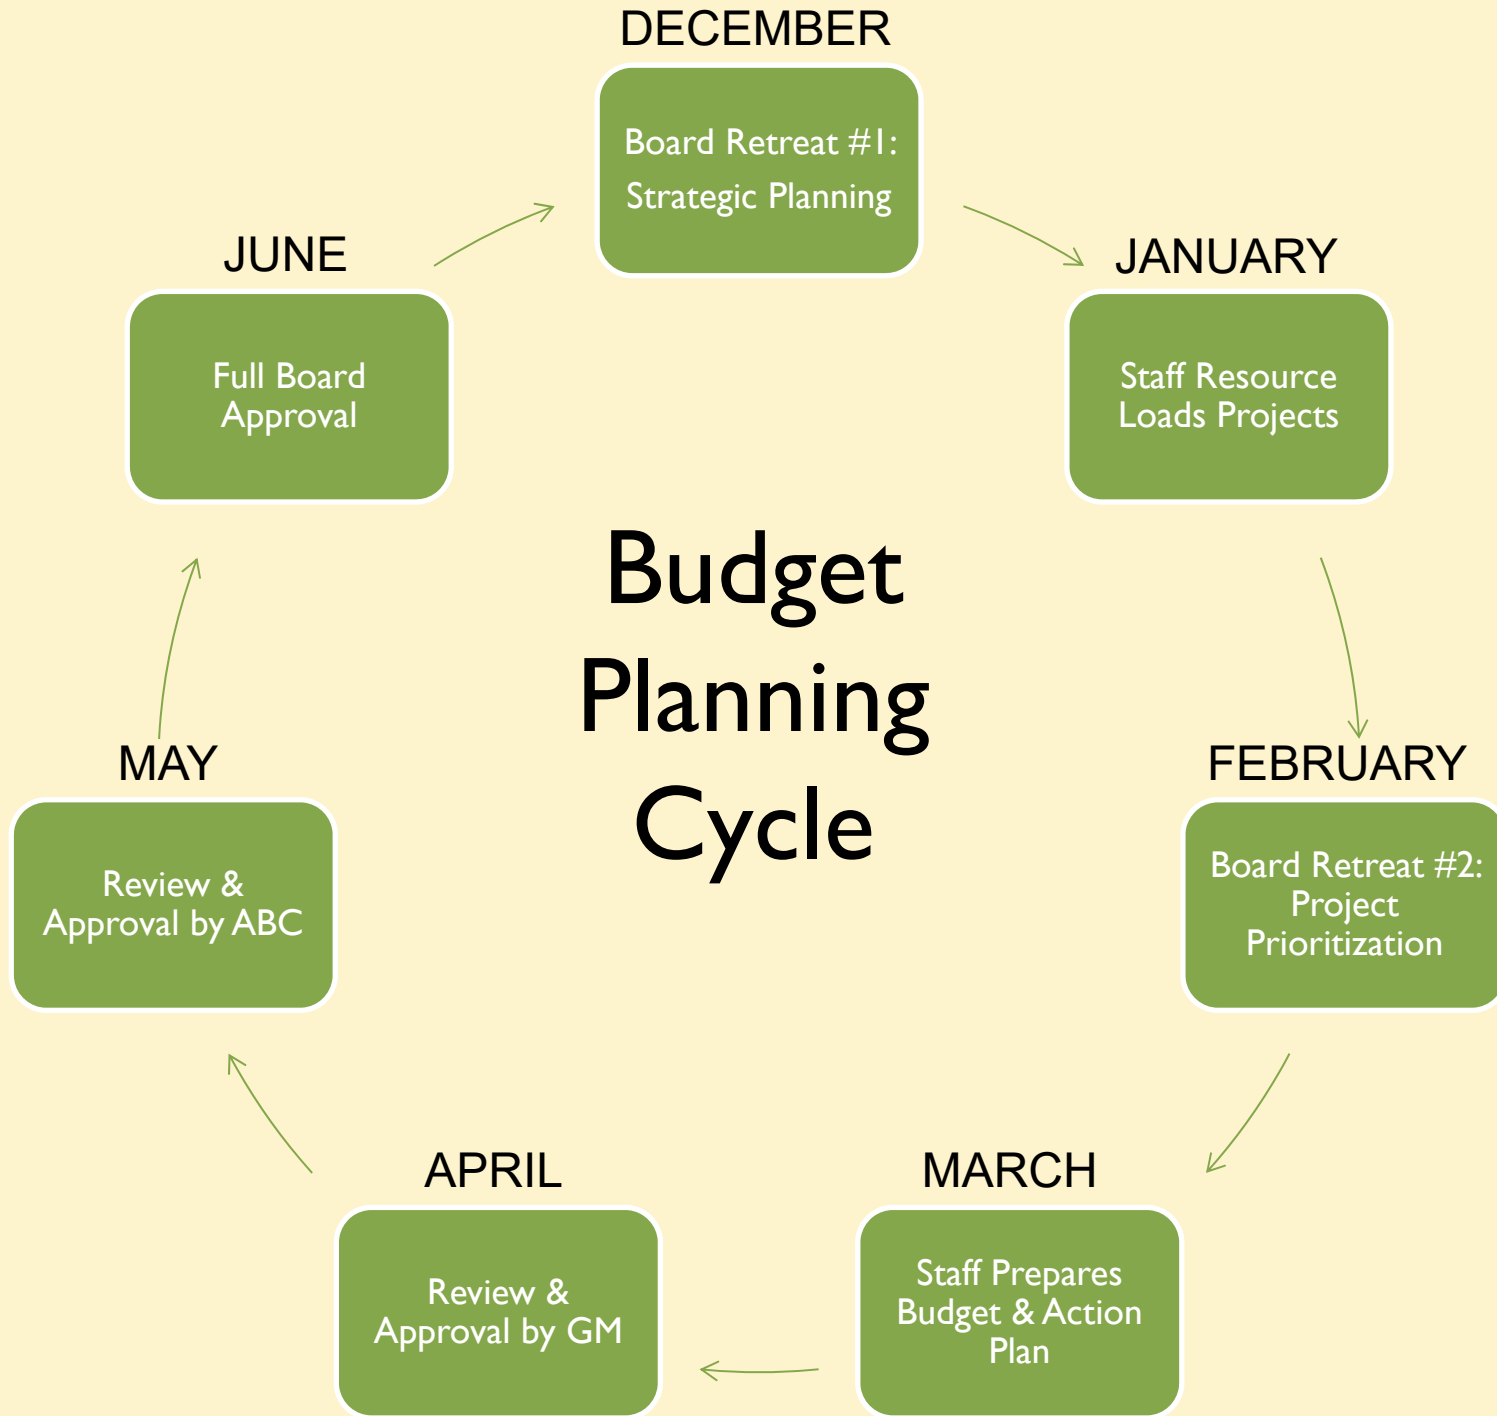 DECEMBER
Board Retreat #1:
Strategic Planning
JANUARY
Staff Resource
Loads Projects
FEBRUARY
Board Retreat #2:
Project
Prioritization
MARCH
Staff Prepares
Budget & Action
Plan
APRIL
Review &
Approval by GM
MAY
Review &
Approval by ABC
JUNE
Full Board
Approval
Budget
Planning
Cycle